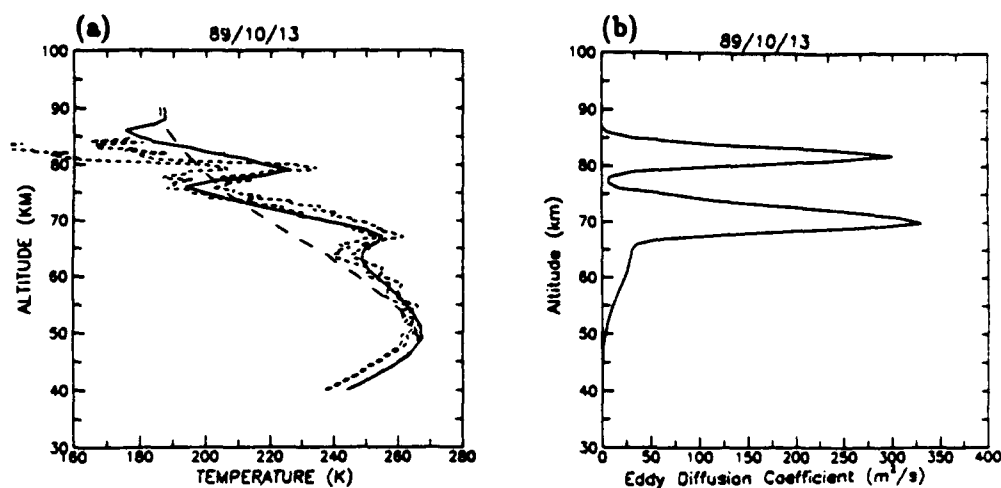 (a)
89/10/13
100
90
80
70
60
50
40
30
ALTITUDE (KM)
160 180 200 220 240 260 280
TEMPERATURE (K)
(b)
89/10/13
100
90
80
70
60
50
40
30
Altitude (km)
0 50 100 150 200 250 300 350 400
Eddy Diffusion Coefficient (m²/s)